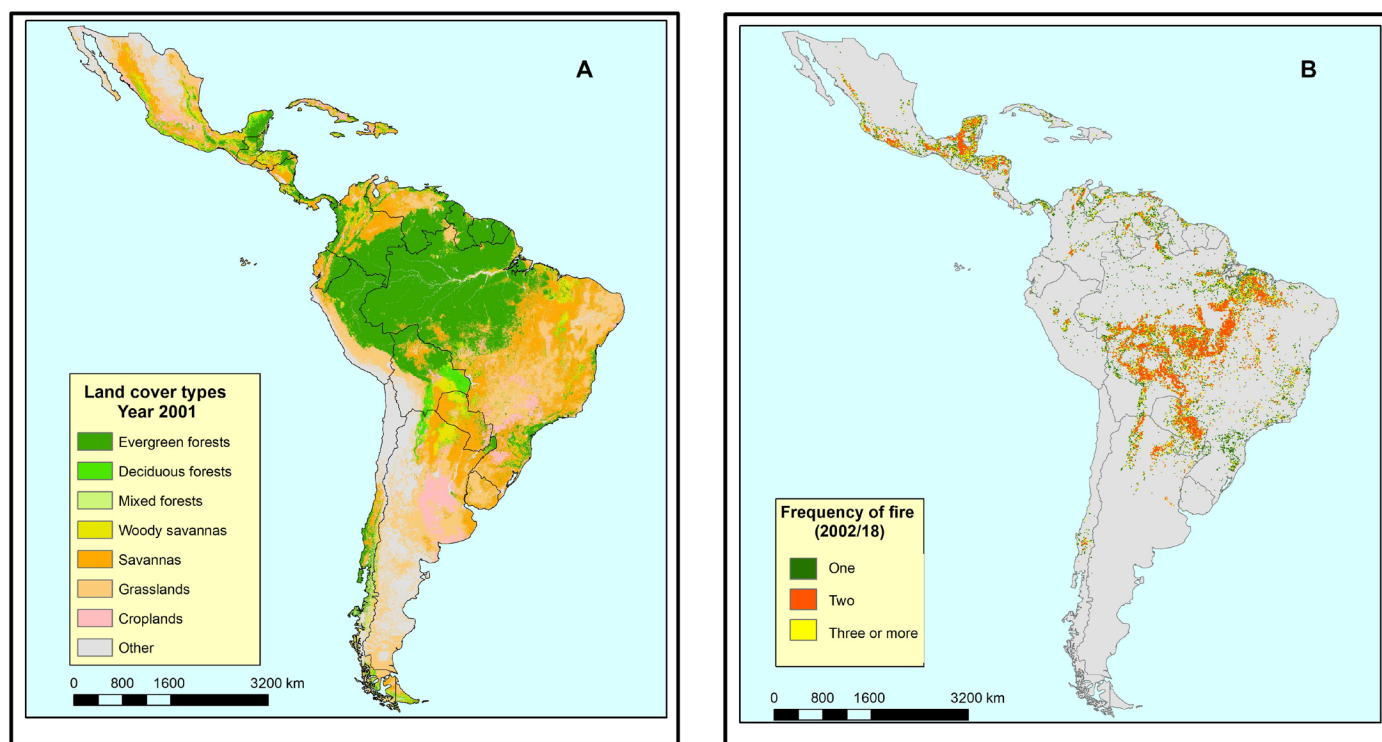 A
Land cover types
Year 2001
Evergreen forests
Deciduous forests
Mixed forests
Woody savannas
Savannas
Grasslands
Croplands
Other
0 800 1600 3200 km
B
Frequency of fire
(2002/18)
One
Two
Three or more
0 800 1600 3200 km